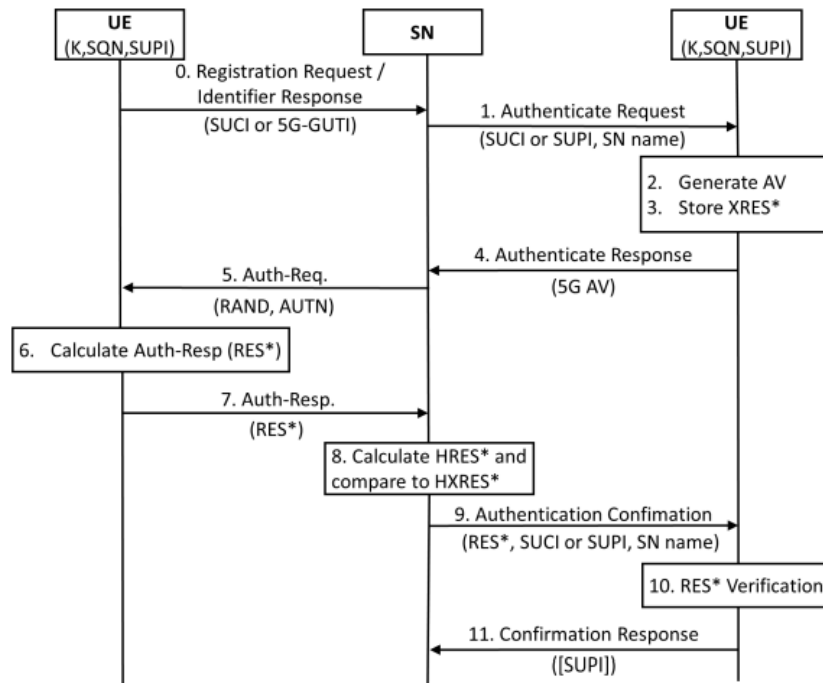 UE
(K,SQN,SUPI)
SN
UE
(K,SQN,SUPI)
0. Registration Request /
Identifier Response
(SUCI or 5G-GUTI)
1. Authenticate Request
(SUCI or SUPI, SN name)
2. Generate AV
3. Store XRES*
4. Authenticate Response
(5G AV)
5. Auth-Req.
(RAND, AUTN)
6. Calculate Auth-Resp (RES*)
7. Auth-Resp.
(RES*)
8. Calculate HRES* and
compare to HXRES*
9. Authentication Confimation
(RES*, SUCI or SUPI, SN name)
10. RES* Verification
11. Confirmation Response
([SUPI])